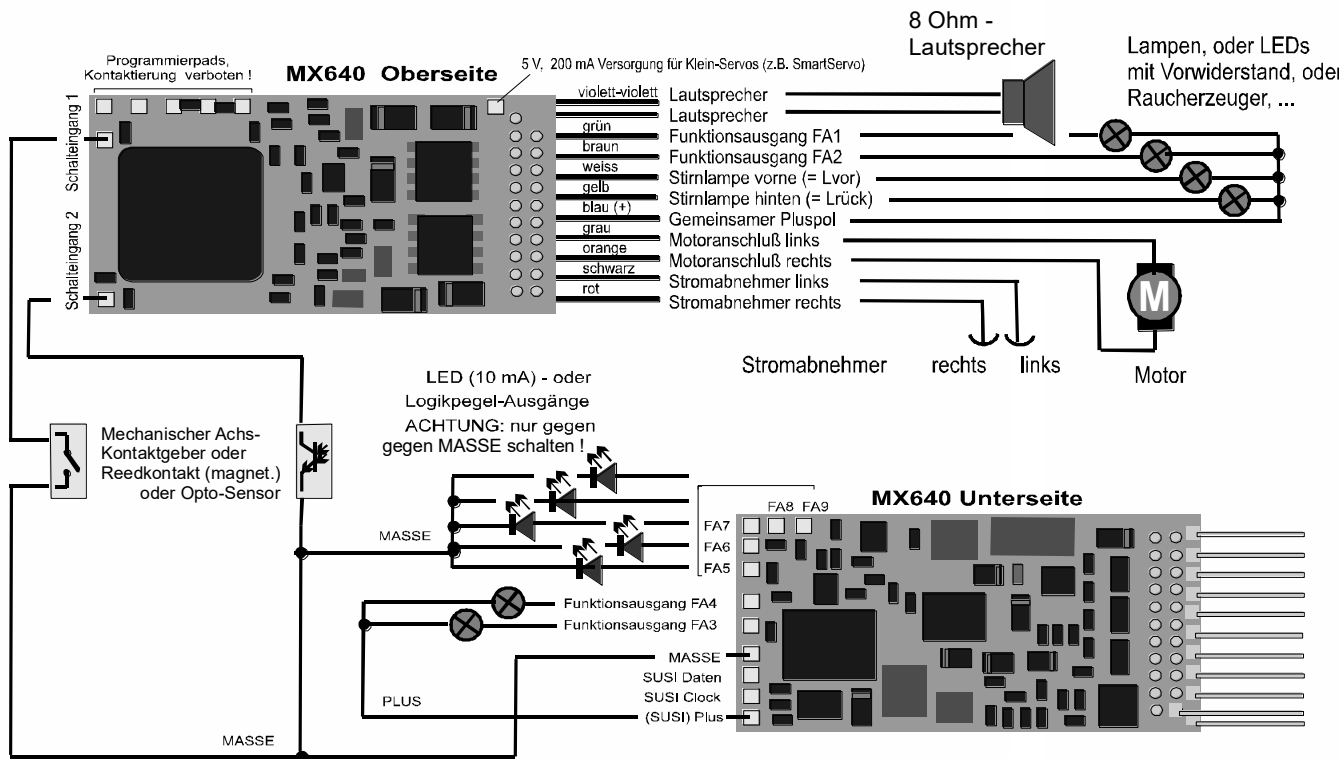 8 Ohm -
Lautsprecher
Lampen, oder LEDs
mit Vorwiderstand, oder
Raucherzeuger, ...
Programmierpads,
Kontaktierung verboten !
MX640 Oberseite
5 V, 200 mA Versorgung für Klein-Servos (z.B. SmartServo)
Schalteingang 1
Schalteingang 2
violett-violett
Lautsprecher
Lautsprecher
grün
Funktionsausgang FA1
braun
Funktionsausgang FA2
weiss
Stirnlampe vorne (= Lvor)
gelb
Stirnlampe hinten (= Lrück)
blau (+)
Gemeinsamer Pluspol
grau
Motoranschluß links
orange
Motoranschluß rechts
schwarz
Stromabnehmer links
rot
Stromabnehmer rechts
M
Stromabnehmer rechts links
Motor
LED (10 mA) - oder
Logikpegel-Ausgänge
ACHTUNG: nur gegen
gegen MASSE schalten !
Mechanischer Achs-
Kontaktgeber oder
Reedkontakt (magnet.)
oder Opto-Sensor
MX640 Unterseite
FA8 FA9
FA7
FA6
FA5
MASSE
Funktionsausgang FA4
Funktionsausgang FA3
MASSE
SUSI Daten
SUSI Clock
(SUSI) Plus
PLUS
MASSE